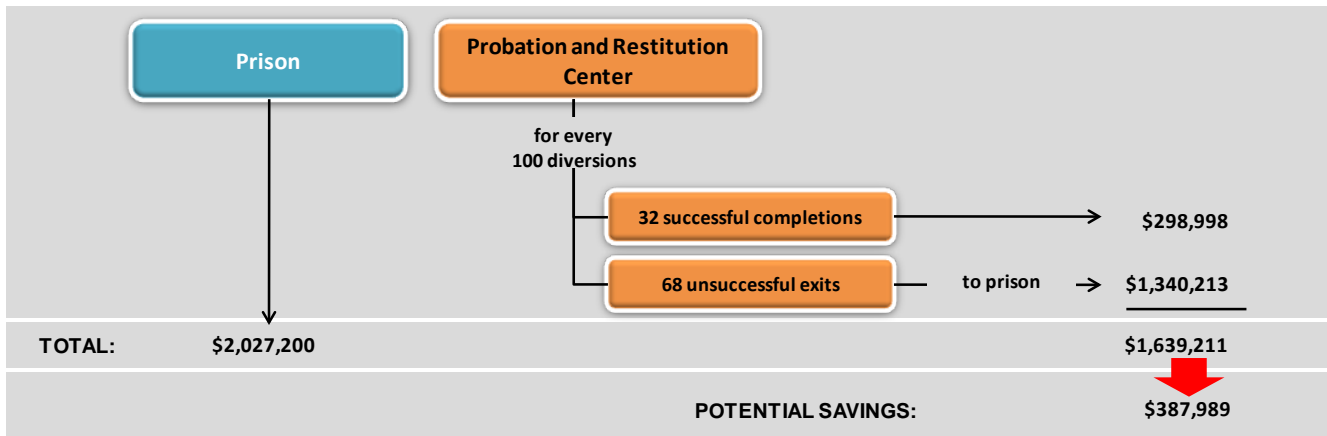 Prison
Probation and Restitution
Center
for every
100 diversions
32 successful completions
$298,998
68 unsuccessful exits
to prison
$1,340,213
TOTAL:
$2,027,200
$1,639,211
POTENTIAL SAVINGS:
$387,989